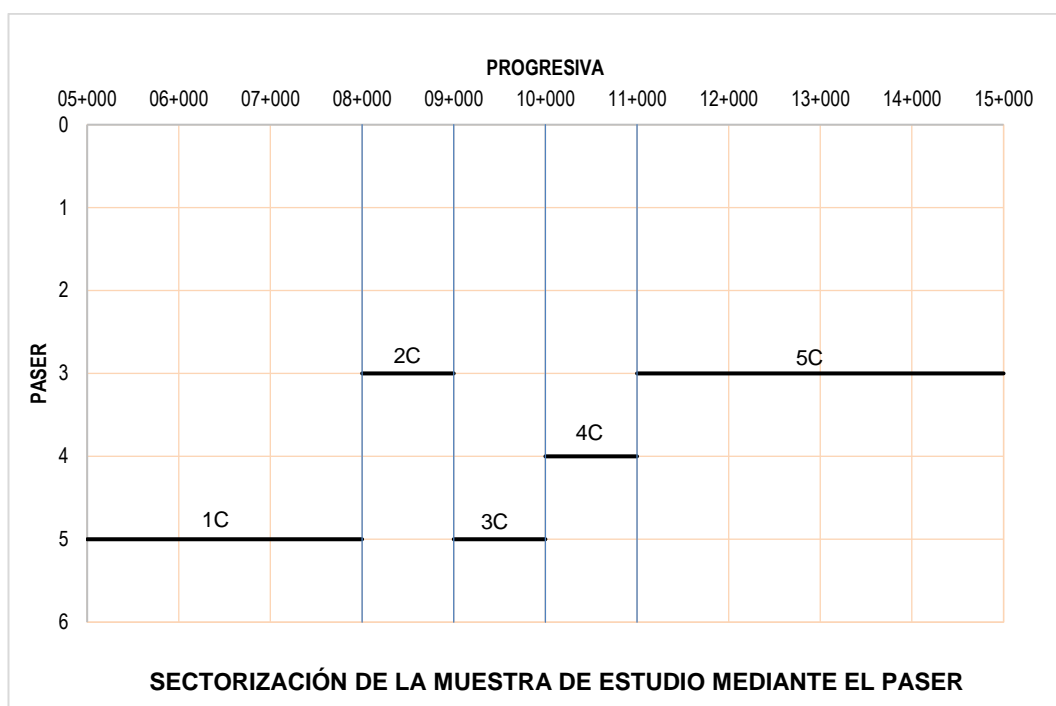 PROGRESIVA
05+000 06+000 07+000 08+000 09+000 10+000 11+000 12+000 13+000 14+000 15+000
0
1
2
2C
5C
PASER
3
4C
4
1C
3C
5
6
SECTORIZACIÓN DE LA MUESTRA DE ESTUDIO MEDIANTE EL PASER